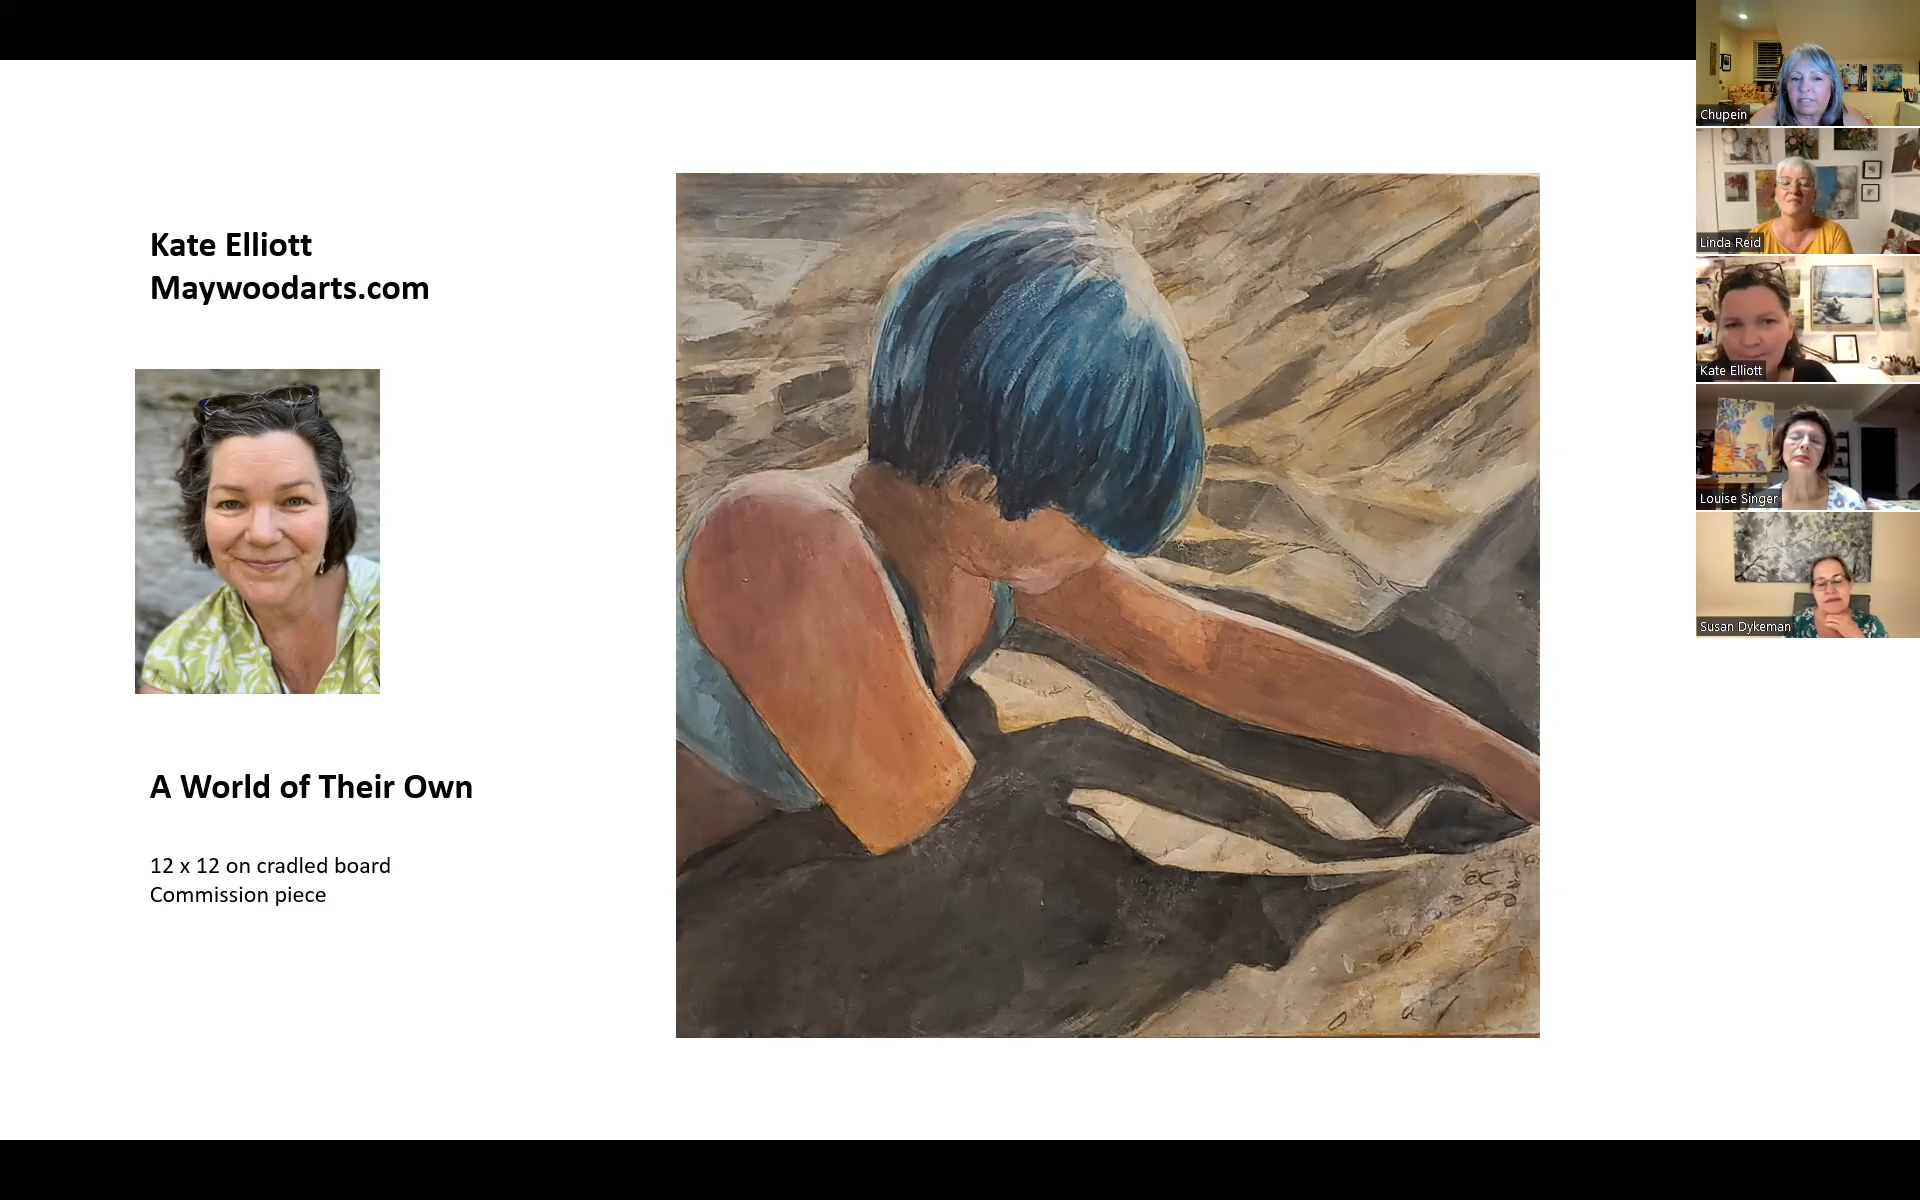 Kate Elliott
Maywoodarts.com
A World of Their Own
12 x 12 on cradled board
Commission piece
Chupein
Linda Reid
Kate Elliott
Louise Singer
Susan Dykeman